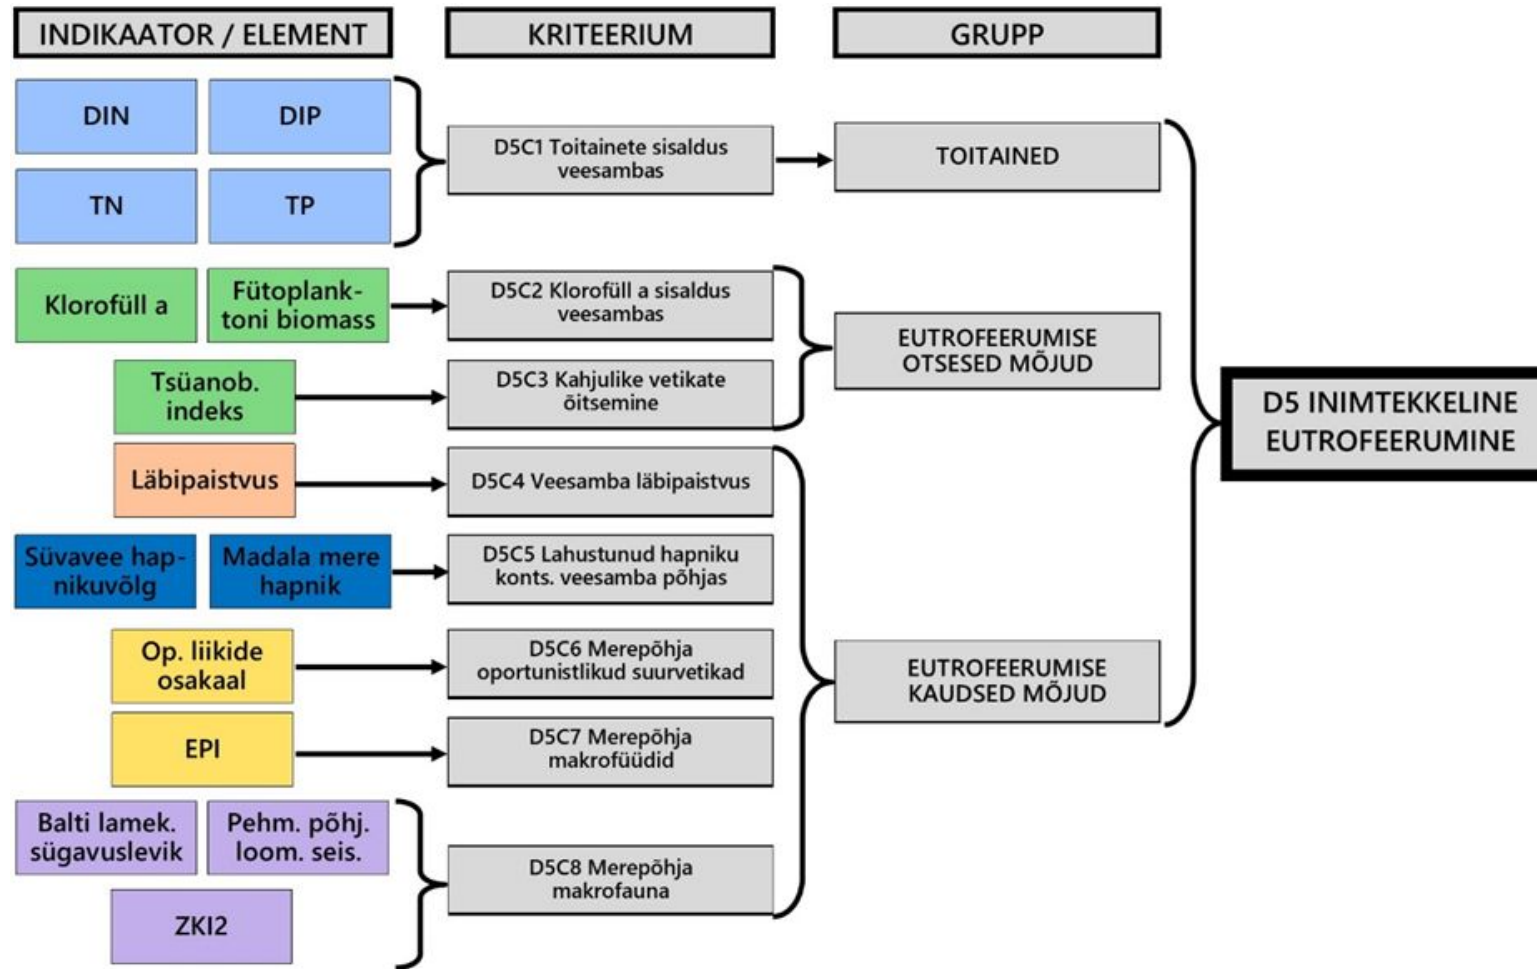 INDIKAATOR / ELEMENT
KRITEERIUM
GRUPP
DIN
DIP
TN
TP
D5C1 Toitainete sisaldus
veesambas
TOITAINED
Klorofüll a
Fütoplank-
toni biomass
D5C2 Klorofüll a sisaldus
veesambas
Tsüanob.
indeks
D5C3 Kahjulike vetikate
õitsemine
EUTROFEERUMISE
OTSESED MÕJUD
Läbipaistvus
D5C4 Veesamba läbipaistvus
Süvavee hap-
nikuvõlg
Madala mere
hapnik
D5C5 Lahustunud hapniku
konts. veesamba põhjas
Op. liikide
osakaal
D5C6 Merepõhja
oportunistlikud suurvetikad
EPI
D5C7 Merepõhja
makrofüüdid
Balti lamek.
sügavuslevik
Pehm. põhj.
loom. seis.
ZKI2
D5C8 Merepõhja
makrofauna
EUTROFEERUMISE
KAUDSED MÕJUD
D5 INIMTEKKELINE
EUTROFEERUMINE